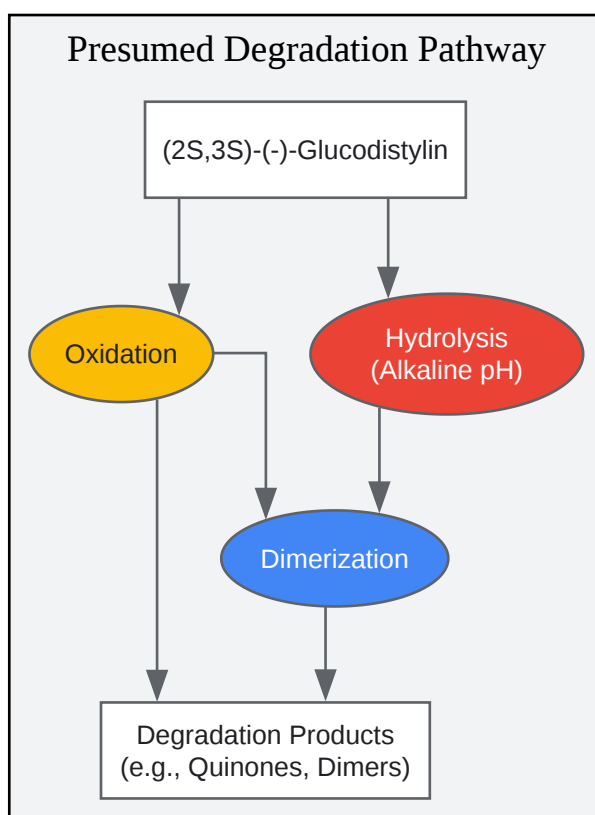 Presumed Degradation Pathway
(2S,3S)-(-)-Glucodistylin
Oxidation
Hydrolysis
(Alkaline pH)
Dimerization
Degradation Products
(e.g., Quinones, Dimers)